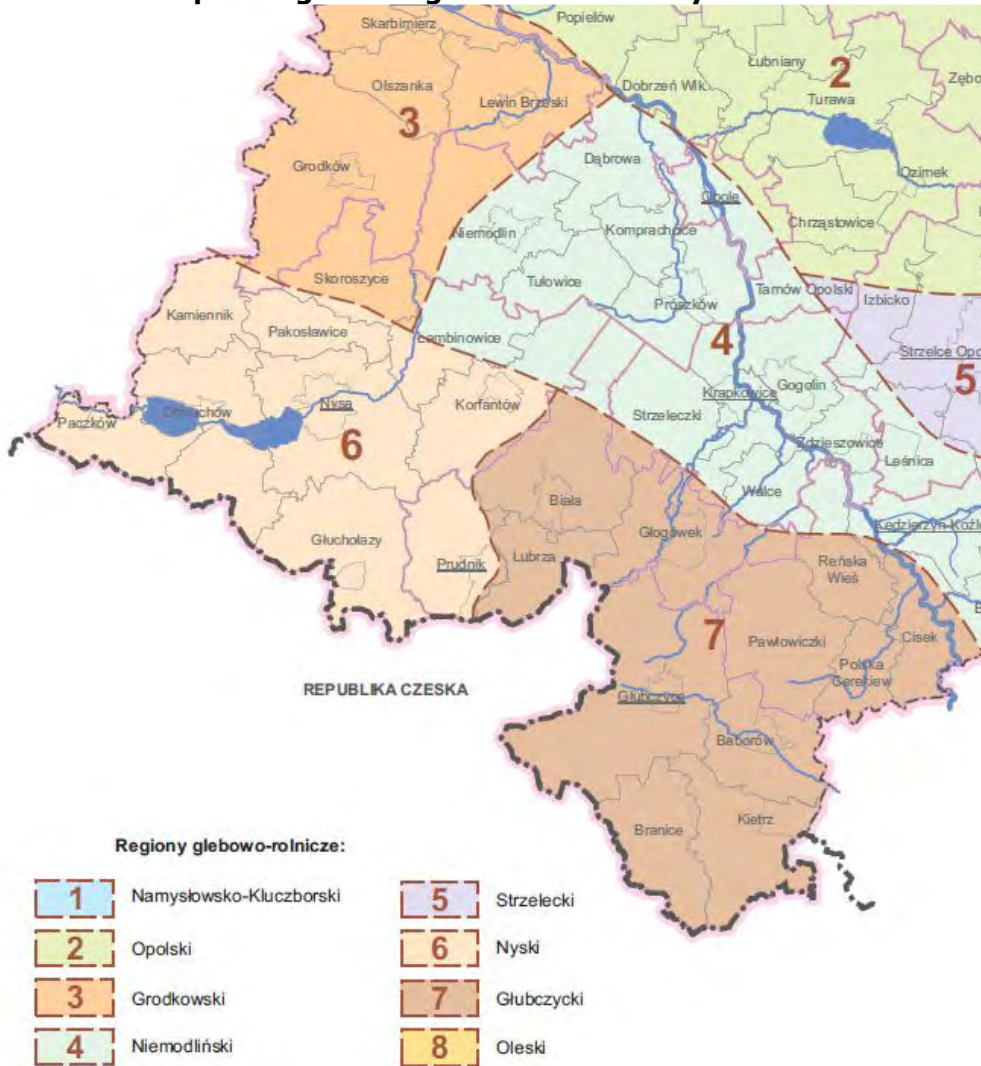 Skarbimierz
Popielów
Olszanka
Łubniany
2
Zębo
Lewin Brzeski
Dobrzeń Wlk.
Turawa
3
Grodków
Dąbrowa
Ozimek
Opole
Niemodlin
Komprachcice
Chrząstowice
Skoroszyce
Tułowice
Tarnów Opolski
Izbicko
Kamiennik
Prószków
Pakosławice
Łambinowice
4
Strzelce Opo
5
Nysa
Korfantów
Krapkowice
Gogolin
Paczków
Otmuchów
Strzeleczki
6
Zdzieszowice
Leśnica
Walce
Biała
Głuchołazy
Głogówek
Kędzierzyn-Koźle
Prudnik
Lubrza
Reńska
Wieś
7
Pawłowiczki
Cisek
REPUBLIKA CZESKA
Polska
Cerekiew
Głubczyce
Baborów
Branice
Kietrz
Regiony glebowo-rolnicze:
1 Namysłowsko-Kluczborski
2 Opolski
3 Grodkowski
4 Niemodliński
5 Strzelecki
6 Nyski
7 Głubczycki
8 Oleski